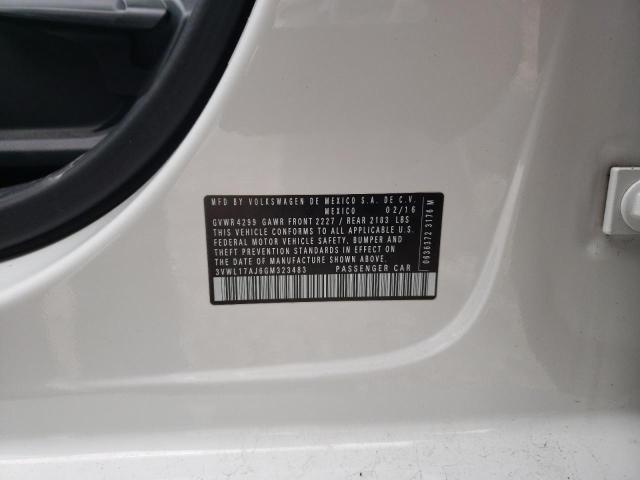 MFD BY VOLKSWAGEN DE MEXICO S.A. DE C.V.
MEXICO 02/16
GVWR 4299 GAWR FRONT 2227 / REAR 2183 LBS
THIS VEHICLE CONFORMS TO ALL APPLICABLE U.S.
FEDERAL MOTOR VEHICLE SAFETY, BUMPER AND
THEFT PREVENTION STANDARDS IN EFFECT
ON THE DATE OF MANUFACTURE SHOWN ABOVE.
3VWL17AJ6GM323483 PASSENGER CAR
0636372 3176 M